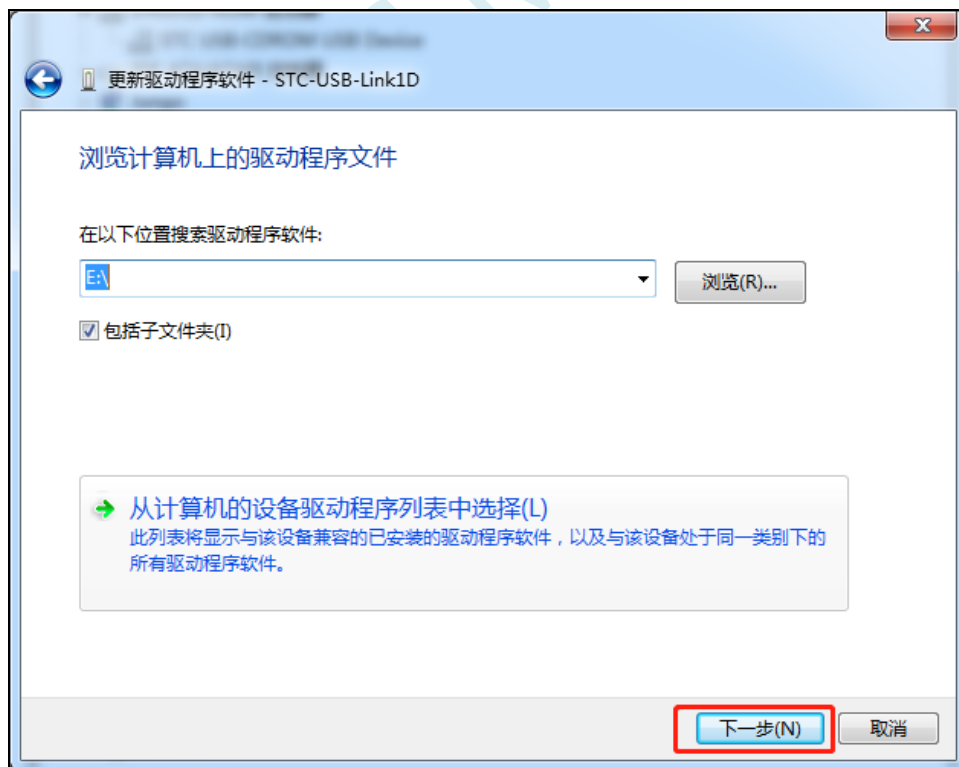 更新驱动程序软件 - STC-USB-Link1D
浏览计算机上的驱动程序文件
在以下位置搜索驱动程序软件:
E:\
浏览(R)...
包括子文件夹(I)
从计算机的设备驱动程序列表中选择(L)
此列表将显示与该设备兼容的已安装的驱动程序软件，以及与该设备处于同一类别下的
所有驱动程序软件。
下一步(N)
取消